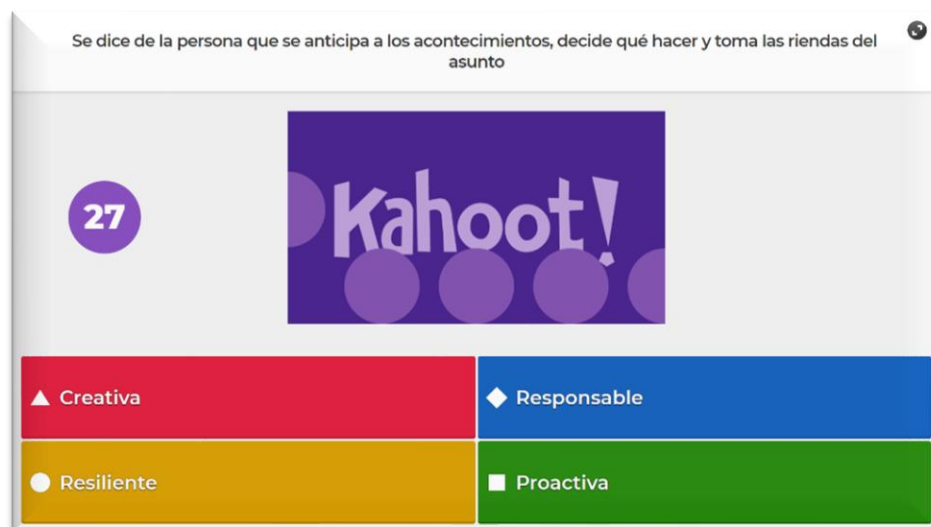 Se dice de la persona que se anticipa a los acontecimientos, decide qué hacer y toma las riendas del
asunto
27
Kahoot!
Creativa
Responsable
Resiliente
Proactiva